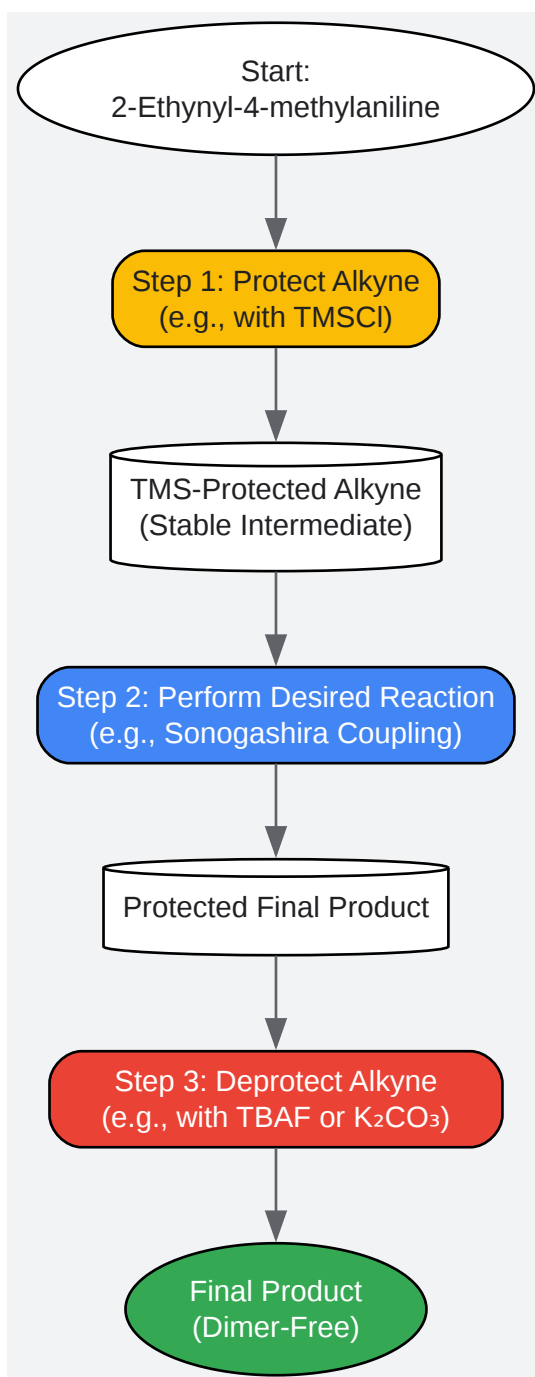 Start:
2-Ethynyl-4-methylaniline
Step 1: Protect Alkyne
(e.g., with TMSCl)
TMS-Protected Alkyne
(Stable Intermediate)
Step 2: Perform Desired Reaction
(e.g., Sonogashira Coupling)
Protected Final Product
Step 3: Deprotect Alkyne
(e.g., with TBAF or K₂CO₃)
Final Product
(Dimer-Free)